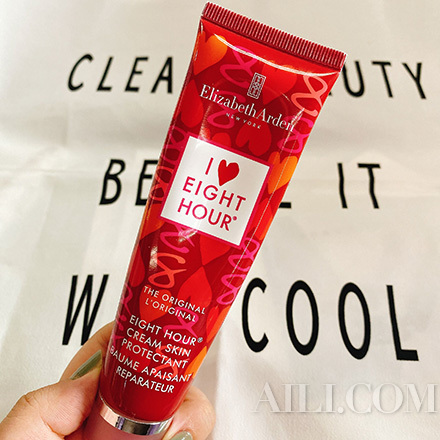 CLEA
UTY
Elizabeth Arden
NEW YORK
I ♥
EIGHT
HOUR®
BE
IT
THE ORIGINAL
L'ORIGINAL
EIGHT HOUR®
CREAM SKIN
PROTECTANT
BAUME APAISANT
RÉPARATEUR
W
COOL
AILI.COM